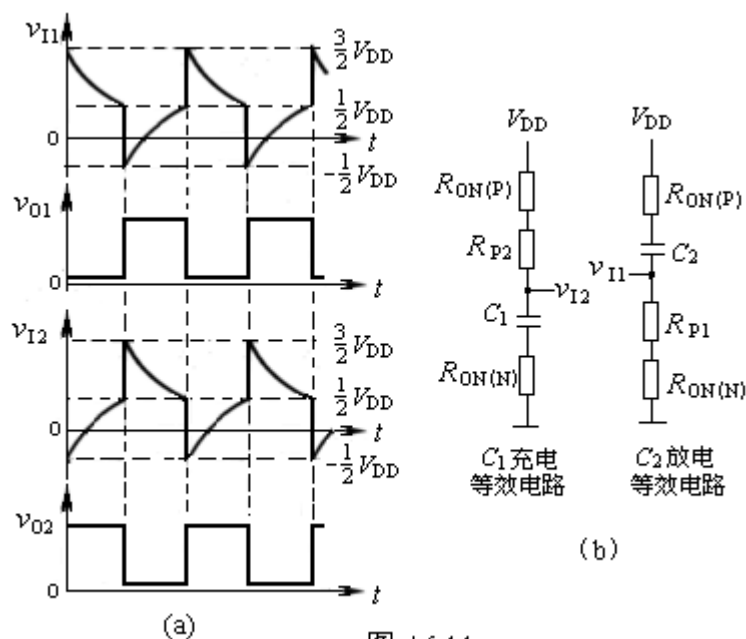 v_I1
3/2 V_DD
1/2 V_DD
0
t
-1/2 V_DD
v_O1
0
t
v_I2
3/2 V_DD
1/2 V_DD
0
t
-1/2 V_DD
v_O2
0
t
(a)
V_DD
R_ON(P)
R_P2
v_I2
C_1
R_ON(N)
C_1充电
等效电路
V_DD
R_ON(P)
C_2
v_I1
R_P1
R_ON(N)
C_2放电
等效电路
(b)
图